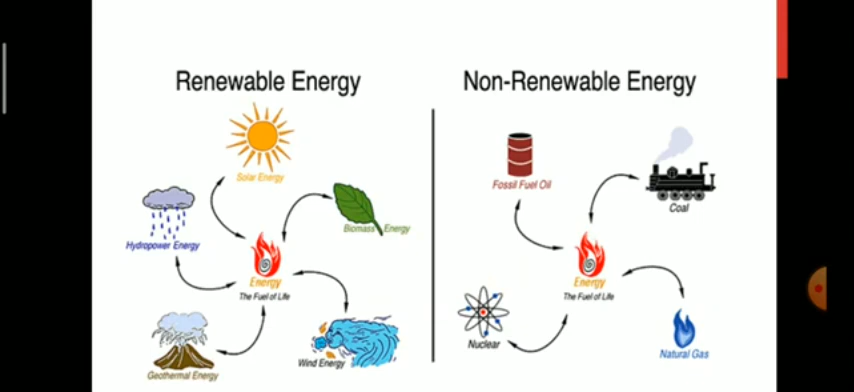 Renewable Energy
Solar Energy
Hydropower Energy
Biomass Energy
Energy
The Fuel of Life
Geothermal Energy
Wind Energy
Non-Renewable Energy
Fossil Fuel Oil
Coal
Energy
The Fuel of Life
Nuclear
Natural Gas